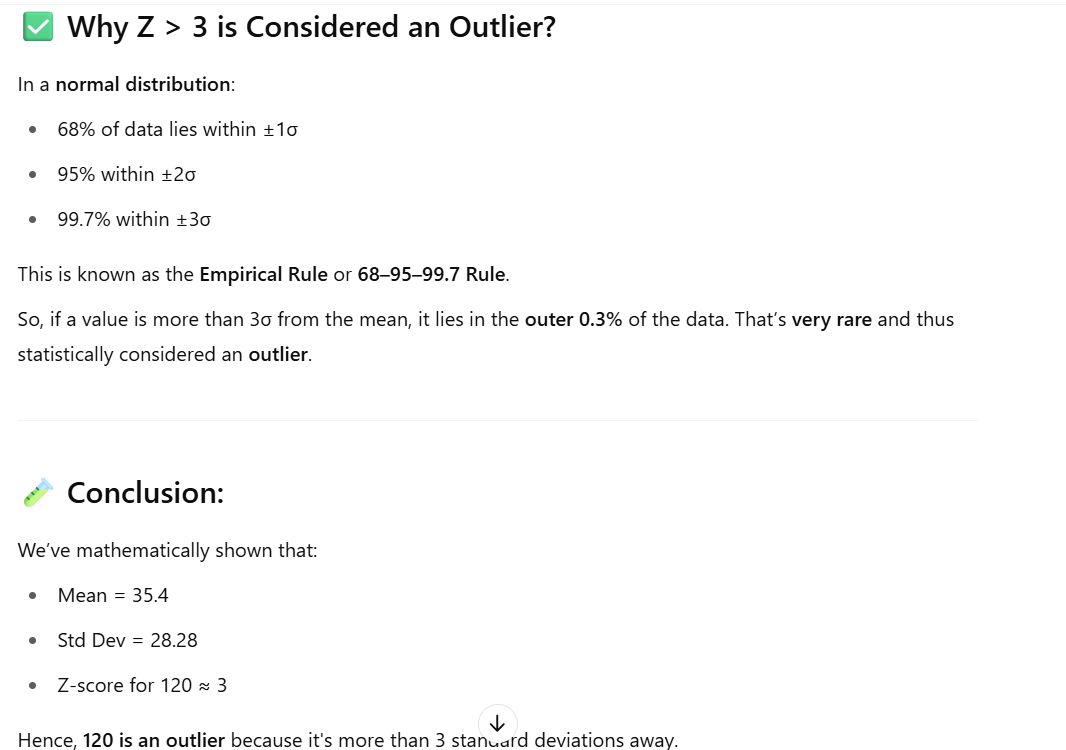 ✅ Why Z > 3 is Considered an Outlier?
In a normal distribution:
• 68% of data lies within ±1σ
• 95% within ±2σ
• 99.7% within ±3σ
This is known as the Empirical Rule or 68–95–99.7 Rule.
So, if a value is more than 3σ from the mean, it lies in the outer 0.3% of the data. That’s very rare and thus
statistically considered an outlier.
🧪 Conclusion:
We’ve mathematically shown that:
• Mean = 35.4
• Std Dev = 28.28
• Z-score for 120 ≈ 3
Hence, 120 is an outlier because it's more than 3 standard deviations away.